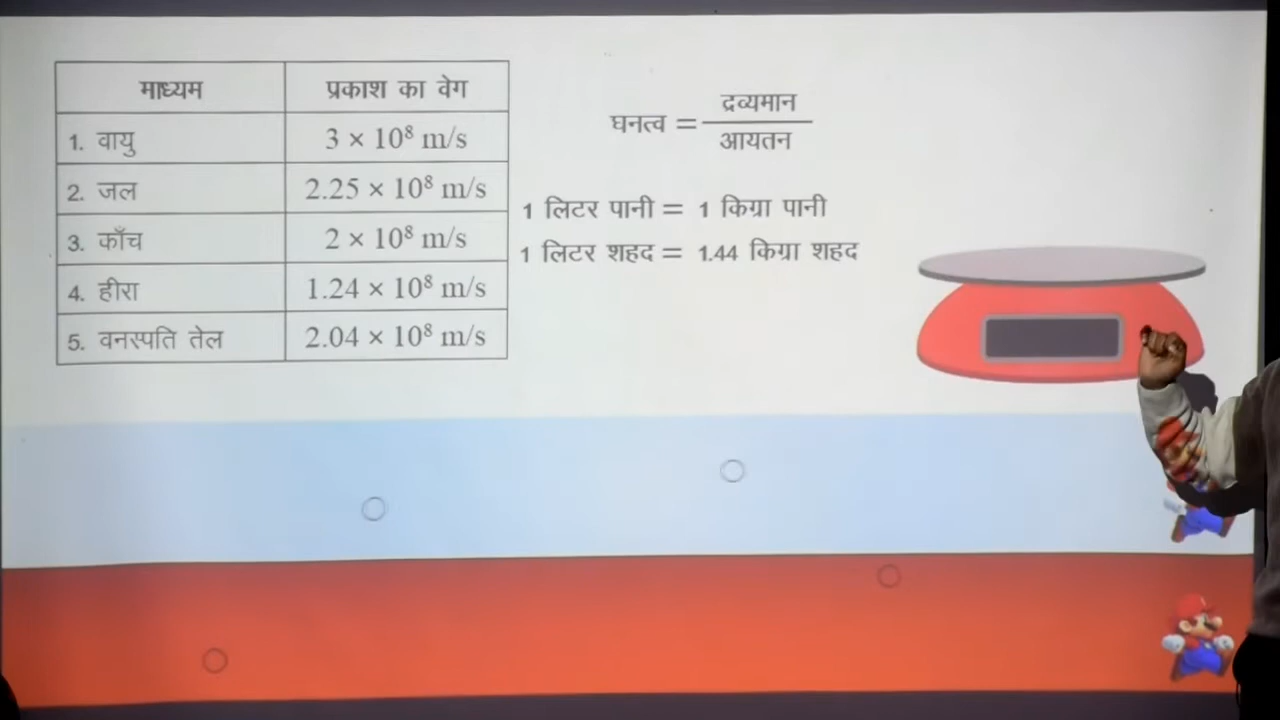 माध्यम प्रकाश का वेग
1. वायु 3 × 10⁸ m/s
2. जल 2.25 × 10⁸ m/s
3. काँच 2 × 10⁸ m/s
4. हीरा 1.24 × 10⁸ m/s
5. वनस्पति तेल 2.04 × 10⁸ m/s
द्रव्यमान
घनत्व =
आयतन
1 लिटर पानी = 1 किग्रा पानी
1 लिटर शहद = 1.44 किग्रा शहद